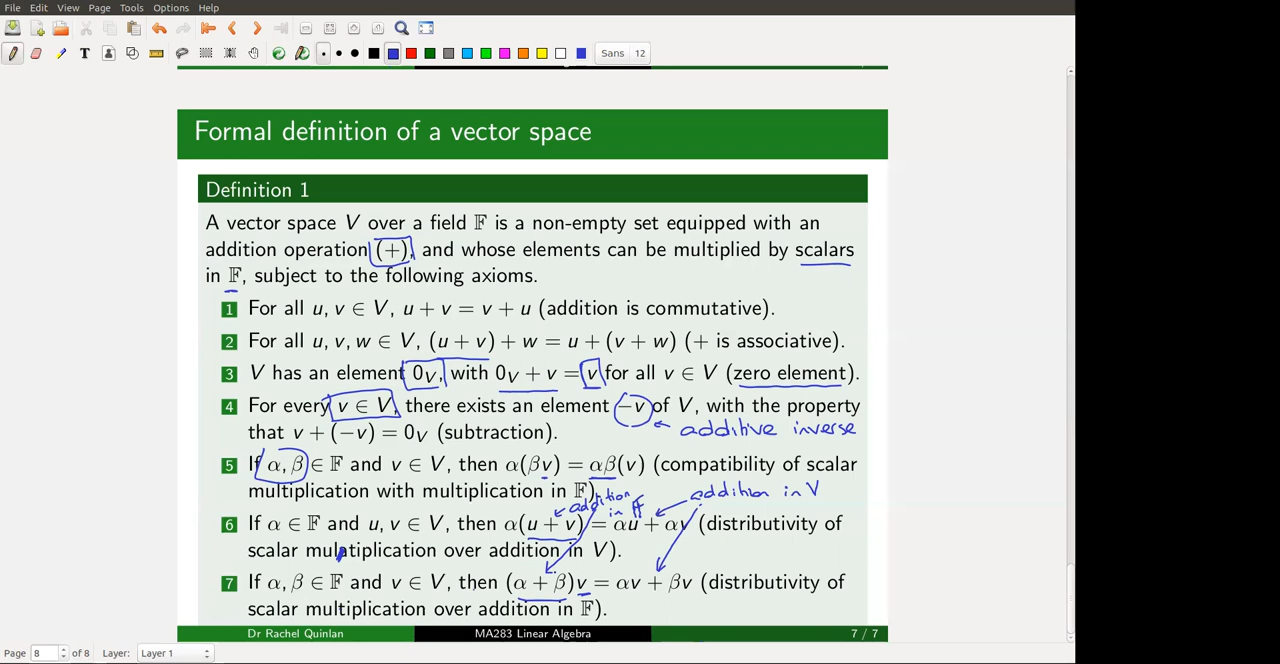 File Edit View Page Tools Options Help
Sans 12
Formal definition of a vector space
Definition 1
A vector space V over a field 𝔽 is a non-empty set equipped with an
addition operation (+), and whose elements can be multiplied by scalars
in 𝔽, subject to the following axioms.
1 For all u, v ∈ V, u + v = v + u (addition is commutative).
2 For all u, v, w ∈ V, (u + v) + w = u + (v + w) (+ is associative).
3 V has an element 0V, with 0V + v = v for all v ∈ V (zero element).
4 For every v ∈ V, there exists an element −v of V, with the property
that v + (−v) = 0V (subtraction).
additive inverse
5 If α, β ∈ 𝔽 and v ∈ V, then α(βv) = αβ(v) (compatibility of scalar
multiplication with multiplication in 𝔽).
addition in V
addition
in 𝔽
6 If α ∈ 𝔽 and u, v ∈ V, then α(u + v) = αu + αv (distributivity of
scalar mulatiplication over addition in V).
7 If α, β ∈ 𝔽 and v ∈ V, then (α + β)v = αv + βv (distributivity of
scalar multiplication over addition in 𝔽).
Dr Rachel Quinlan MA283 Linear Algebra 7 / 7
Page 8 of 8 Layer: Layer 1